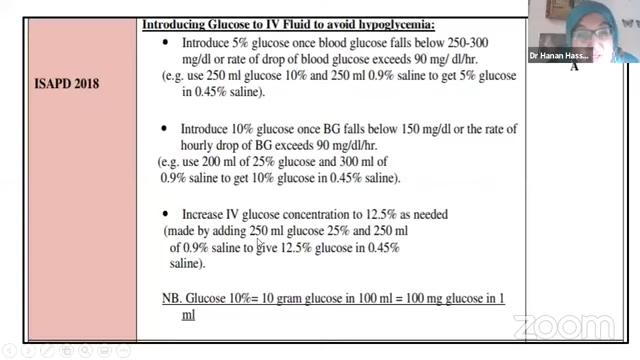 Introducing Glucose to IV Fluid to avoid hypoglycemia:
• Introduce 5% glucose once blood glucose falls below 250-300
mg/dl or rate of drop of blood glucose exceeds 90 mg/ dl/hr.
(e.g. use 250 ml glucose 10% and 250 ml 0.9% saline to get 5% glucose
in 0.45% saline).
ISAPD 2018
A
• Introduce 10% glucose once BG falls below 150 mg/dl or the rate of
hourly drop of BG exceeds 90 mg/dl/hr.
(e.g. use 200 ml of 25% glucose and 300 ml of
0.9% saline to get 10% glucose in 0.45% saline).
• Increase IV glucose concentration to 12.5% as needed
(made by adding 250 ml glucose 25% and 250 ml
of 0.9% saline to give 12.5% glucose in 0.45%
saline).
NB. Glucose 10%= 10 gram glucose in 100 ml = 100 mg glucose in 1
ml
Dr Hanan Hass...
zoom